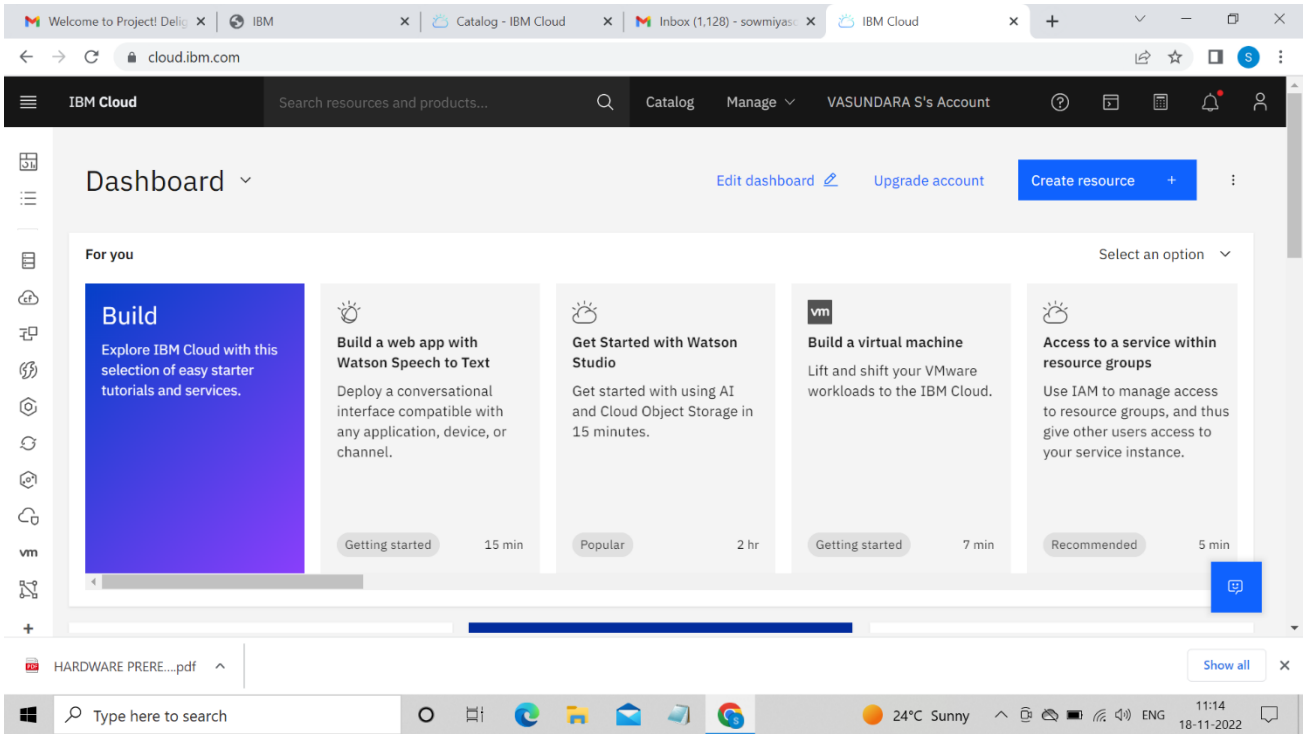 Welcome to Project! Delig
IBM
Catalog - IBM Cloud
Inbox (1,128) - sowmiyasc
IBM Cloud
cloud.ibm.com
S
IBM Cloud
Search resources and products...
Catalog
Manage
VASUNDARA S's Account
Dashboard
Edit dashboard
Upgrade account
Create resource +
For you
Select an option
Build
Explore IBM Cloud with this
selection of easy starter
tutorials and services.
Build a web app with
Watson Speech to Text
Deploy a conversational
interface compatible with
any application, device, or
channel.
Getting started
15 min
Get Started with Watson
Studio
Get started with using AI
and Cloud Object Storage in
15 minutes.
Popular
2 hr
vm
Build a virtual machine
Lift and shift your VMware
workloads to the IBM Cloud.
Getting started
7 min
Access to a service within
resource groups
Use IAM to manage access
to resource groups, and thus
give other users access to
your service instance.
Recommended
5 min
cf
vm
PDF
HARDWARE PRERE....pdf
Show all
Type here to search
S
24°C Sunny
ENG
11:14
18-11-2022